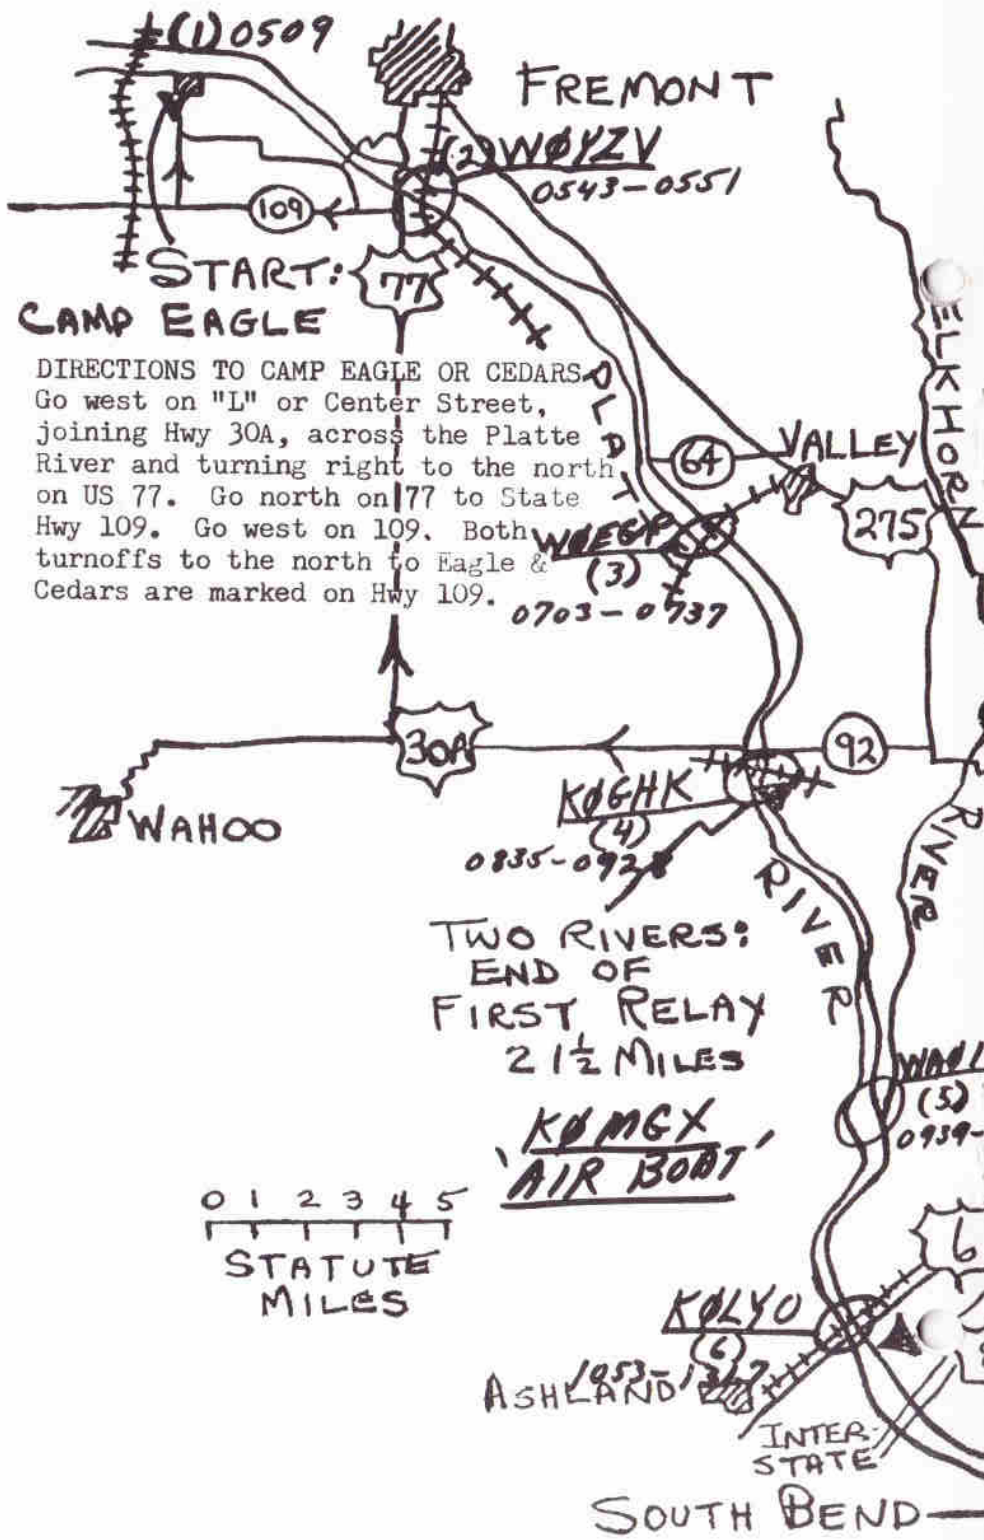 (1) 0509
FREMONT
(2) WØYZV
0543-0551
109
START:
CAMP EAGLE
77
ELKHORN
DIRECTIONS TO CAMP EAGLE OR CEDARS
Go west on "L" or Center Street,
joining Hwy 30A, across the Platte
River and turning right to the north
on US 77. Go north on 77 to State
Hwy 109. Go west on 109. Both
turnoffs to the north to Eagle &
Cedars are marked on Hwy 109.
OLD
64
VALLEY
275
WØEGP
(3)
0703-0737
30A
92
WAHOO
KØGHK
(4)
RIVER
RIVER
TWO RIVERS:
END OF
FIRST RELAY
21½ MILES
(5)
0939-
'KØMGX
AIR BOAT'
0 1 2 3 4 5
STATUTE
MILES
6
KØLYO
(6)
ASHLAND
INTER-
STATE
SOUTH BEND